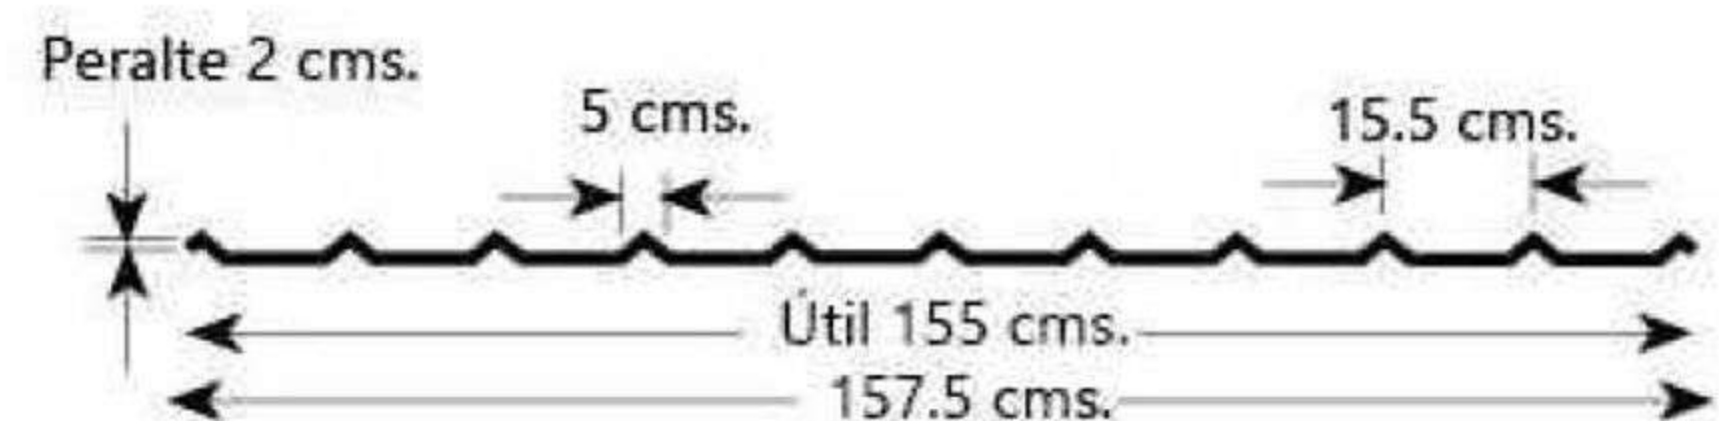 Peralte 2 cms.
5 cms.
15.5 cms.
Útil 155 cms.
157.5 cms.